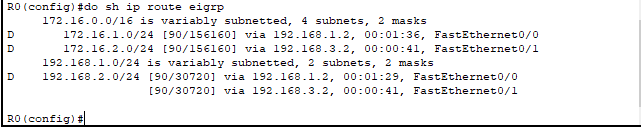 R0(config)#do sh ip route eigrp
172.16.0.0/16 is variably subnetted, 4 subnets, 2 masks
D 172.16.1.0/24 [90/156160] via 192.168.1.2, 00:01:36, FastEthernet0/0
D 172.16.2.0/24 [90/156160] via 192.168.3.2, 00:00:41, FastEthernet0/1
192.168.1.0/24 is variably subnetted, 2 subnets, 2 masks
D 192.168.2.0/24 [90/30720] via 192.168.1.2, 00:01:29, FastEthernet0/0
[90/30720] via 192.168.3.2, 00:00:41, FastEthernet0/1
R0(config)#